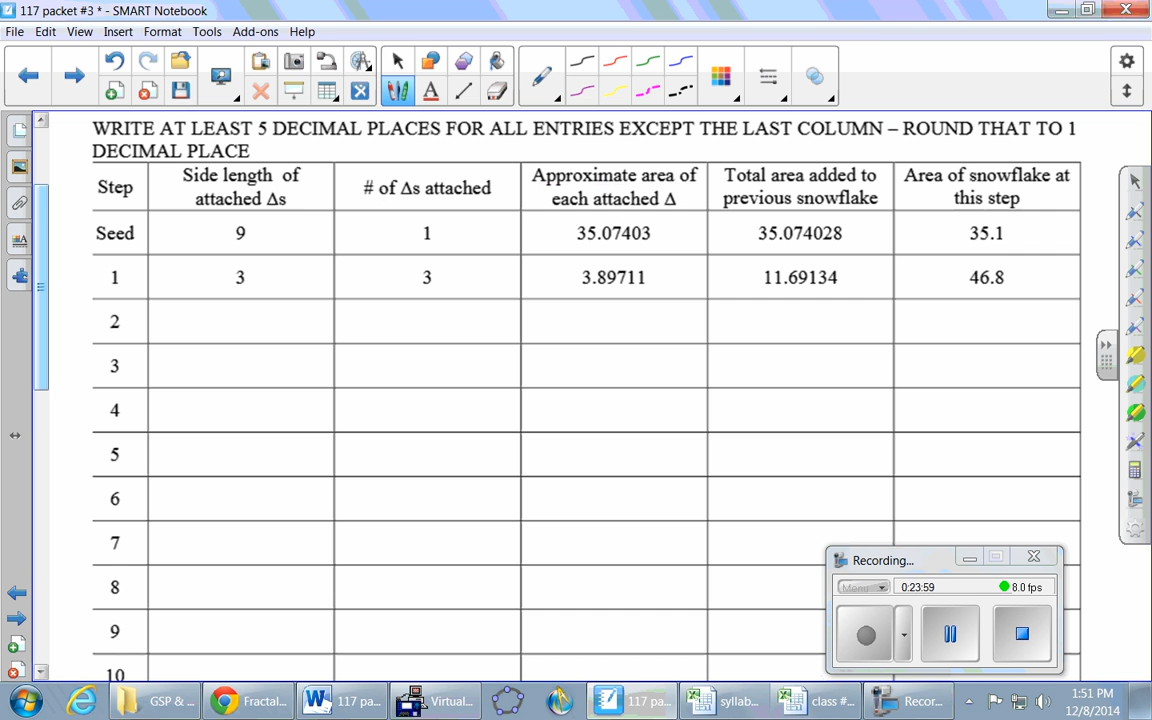 117 packet #3 * - SMART Notebook
File Edit View Insert Format Tools Add-ons Help
WRITE AT LEAST 5 DECIMAL PLACES FOR ALL ENTRIES EXCEPT THE LAST COLUMN – ROUND THAT TO 1
DECIMAL PLACE
Step
Side length of
attached Δs
# of Δs attached
Approximate area of
each attached Δ
Total area added to
previous snowflake
Area of snowflake at
this step
Seed 9 1 35.07403 35.074028 35.1
1 3 3 3.89711 11.69134 46.8
2
3
4
5
6
7
8
9
10
Recording...
Menu 0:23:59 8.0 fps
GSP & ... Fractal... 117 pa... Virtual... 117 pa... syllab... class #... Recor...
1:51 PM
12/8/2014